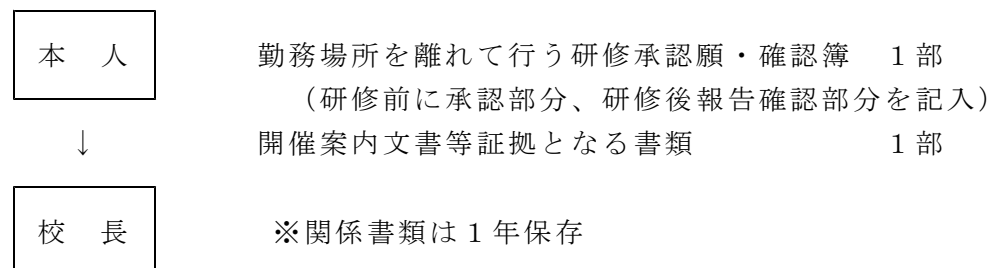 本　人　　　勤務場所を離れて行う研修承認願・確認簿　１部
（研修前に承認部分、研修後報告確認部分を記入）
↓　　　開催案内文書等証拠となる書類　　　　　　１部
校　長　　　※関係書類は１年保存